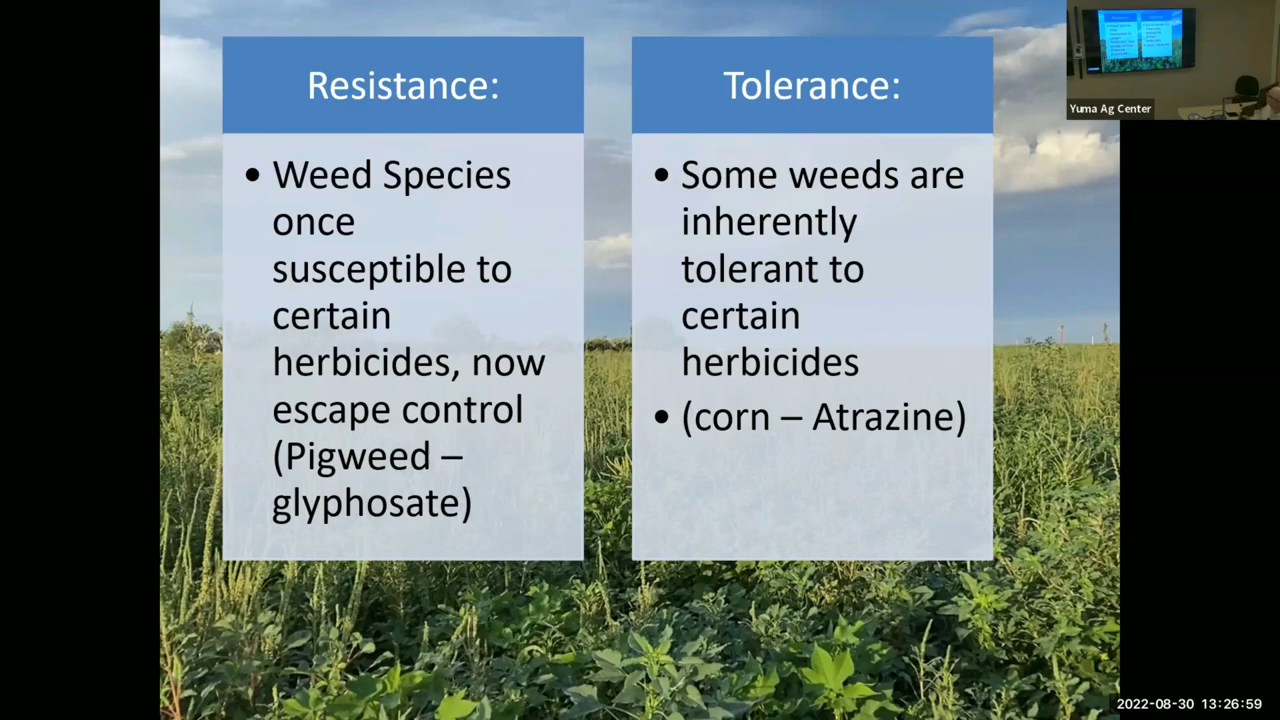 Resistance:
• Weed Species
once
susceptible to
certain
herbicides, now
escape control
(Pigweed –
glyphosate)
Tolerance:
• Some weeds are
inherently
tolerant to
certain
herbicides
• (corn – Atrazine)
Yuma Ag Center
2022-08-30 13:26:59